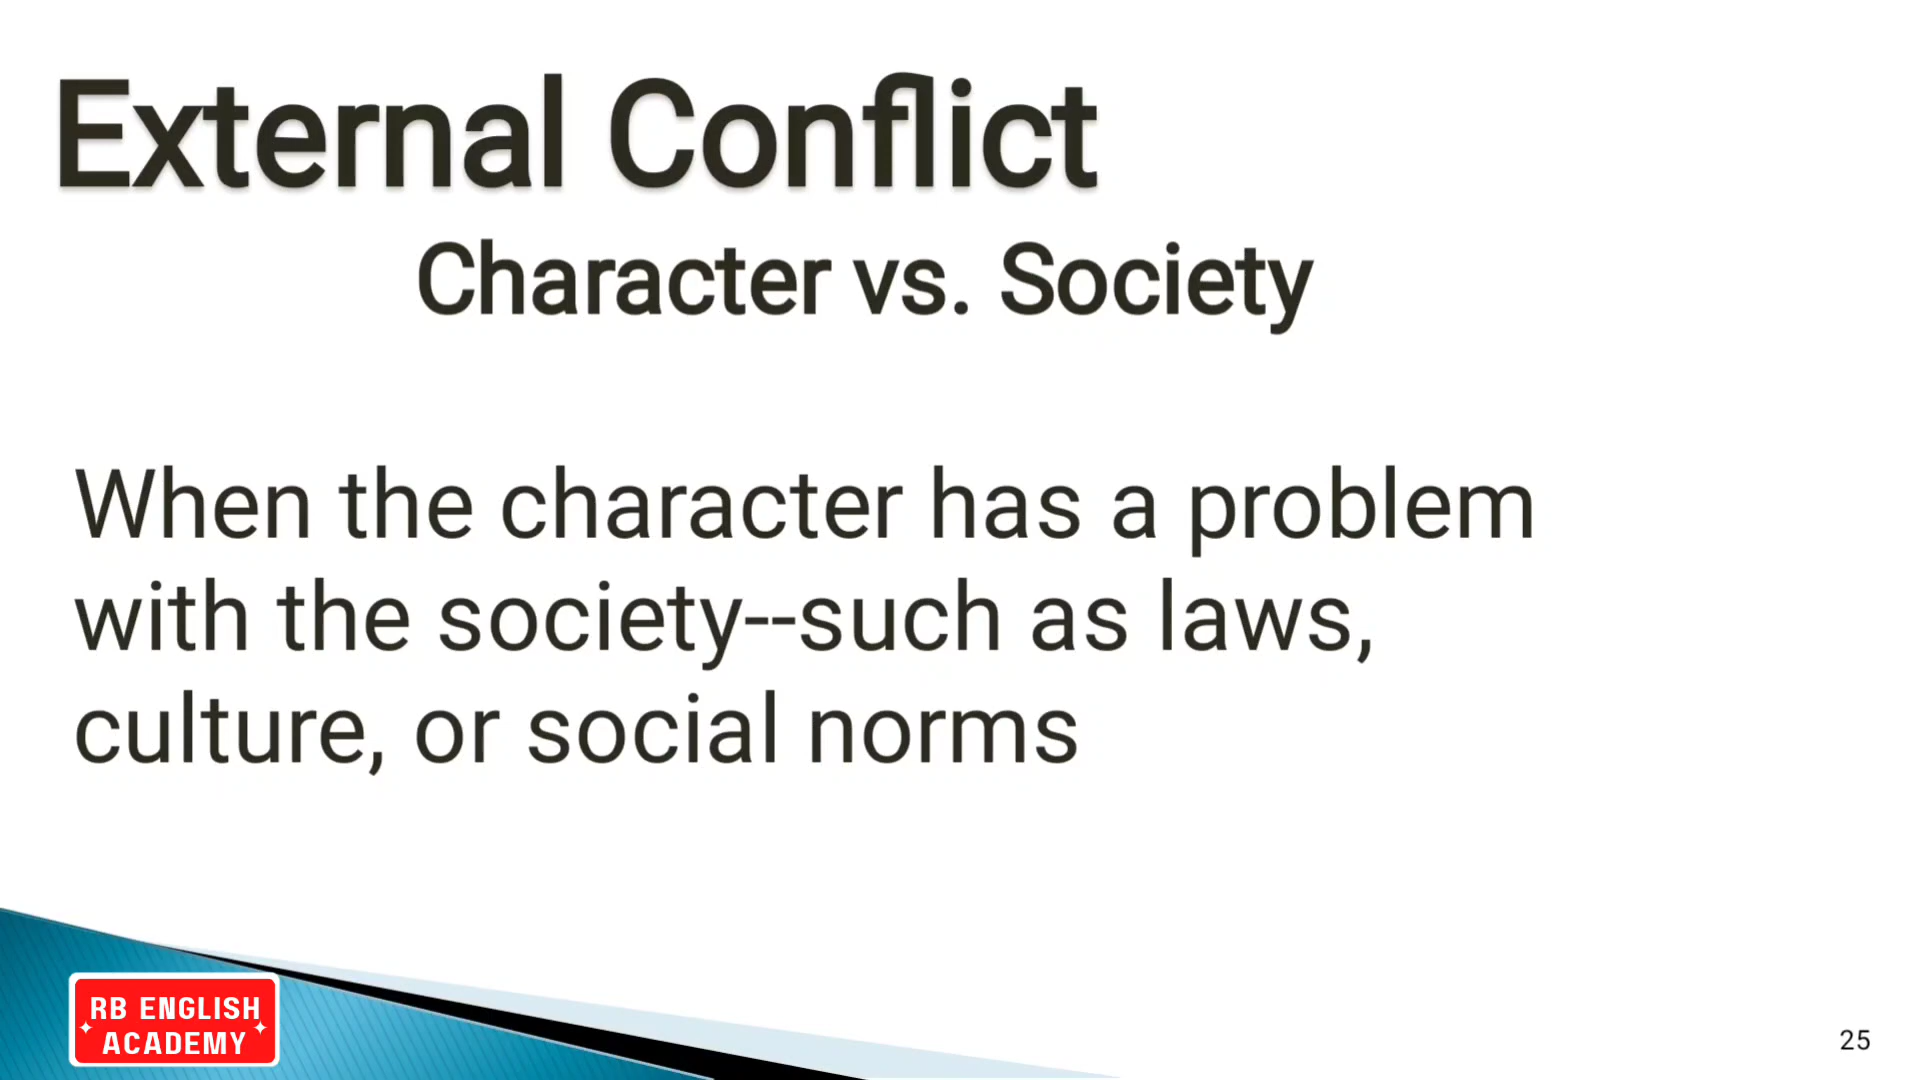 External Conflict
Character vs. Society
When the character has a problem
with the society--such as laws,
culture, or social norms
RB ENGLISH
ACADEMY
25